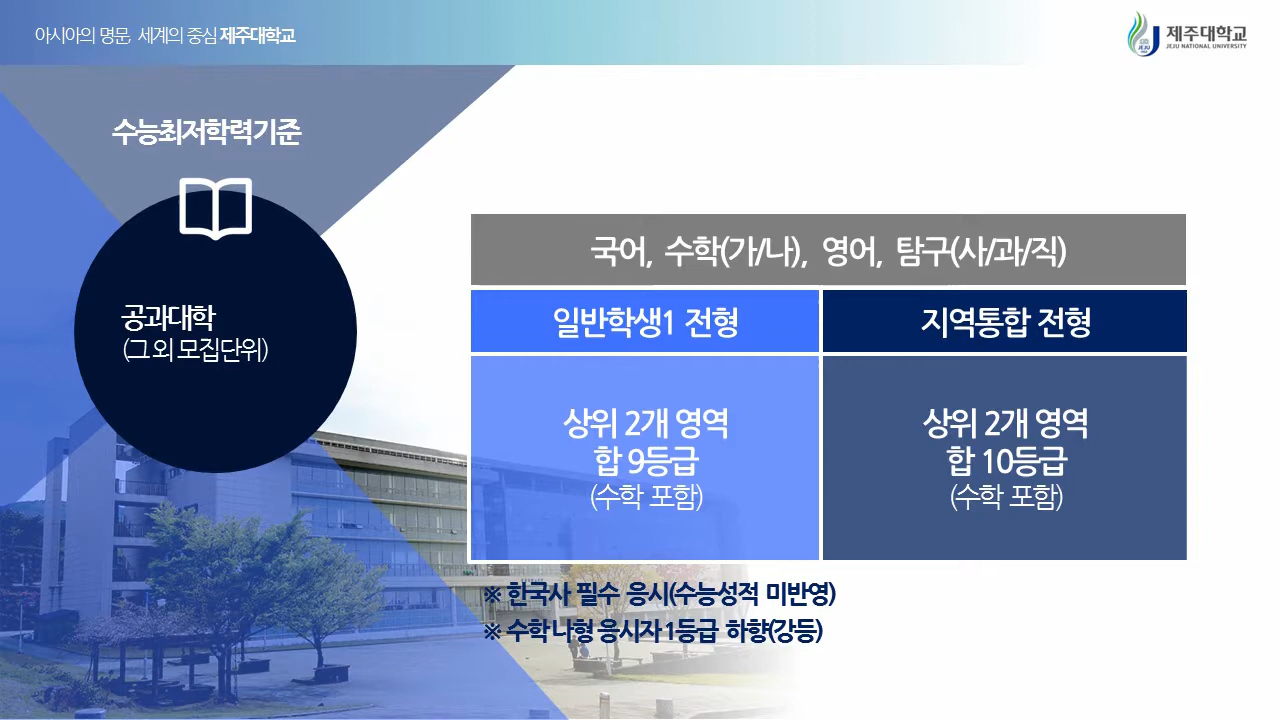 아시아의 명문, 세계의 중심 제주대학교
제주대학교
JEJU NATIONAL UNIVERSITY
JEJU
수능최저학력기준
공과대학
(그 외 모집단위)
국어, 수학(가/나), 영어, 탐구(사/과/직)
일반학생1 전형
지역통합 전형
상위 2개 영역
합 9등급
(수학 포함)
상위 2개 영역
합 10등급
(수학 포함)
※ 한국사 필수 응시(수능성적 미반영)
※ 수학 나형 응시자 1등급 하향(강등)